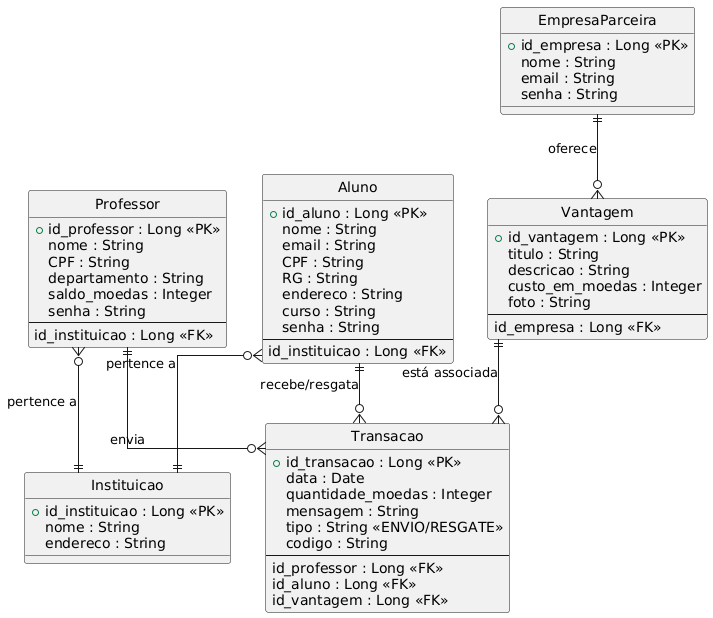 EmpresaParceira
id_empresa : Long «PK»
nome : String
email : String
senha : String
oferece
Professor
id_professor : Long «PK»
nome : String
CPF : String
departamento : String
saldo_moedas : Integer
senha : String
id_instituicao : Long «FK»
Aluno
id_aluno : Long «PK»
nome : String
email : String
CPF : String
RG : String
endereco : String
curso : String
senha : String
id_instituicao : Long «FK»
Vantagem
id_vantagem : Long «PK»
titulo : String
descricao : String
custo_em_moedas : Integer
foto : String
id_empresa : Long «FK»
pertence a
pertence a
envia
recebe/resgata
está associada
Instituicao
id_instituicao : Long «PK»
nome : String
endereco : String
Transacao
id_transacao : Long «PK»
data : Date
quantidade_moedas : Integer
mensagem : String
tipo : String «ENVIO/RESGATE»
codigo : String
id_professor : Long «FK»
id_aluno : Long «FK»
id_vantagem : Long «FK»